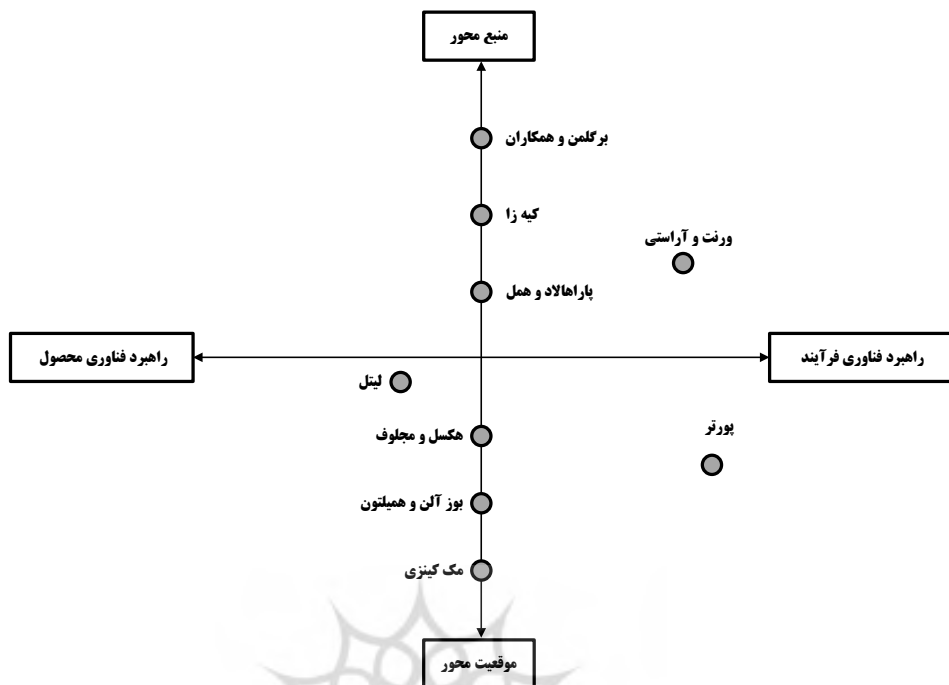 منبع محور
برگلمن و همکاران
کیه زا
ورنت و آراستی
پاراهالاد و همل
راهبرد فناوری فرآیند
راهبرد فناوری محصول
لیتل
پورتر
هکسل و مجلوف
بوز آلن و همیلتون
مک کینزی
موقعیت محور